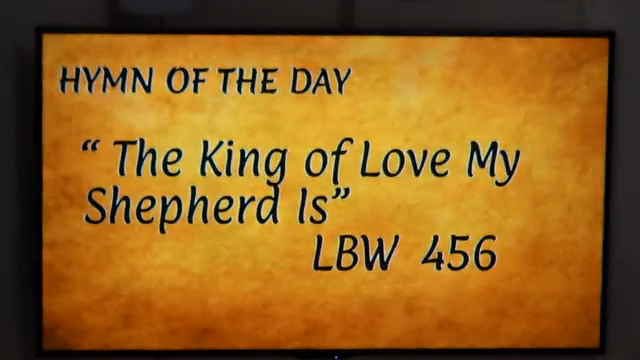 HYMN OF THE DAY
“ The King of Love My
Shepherd Is”
LBW 456